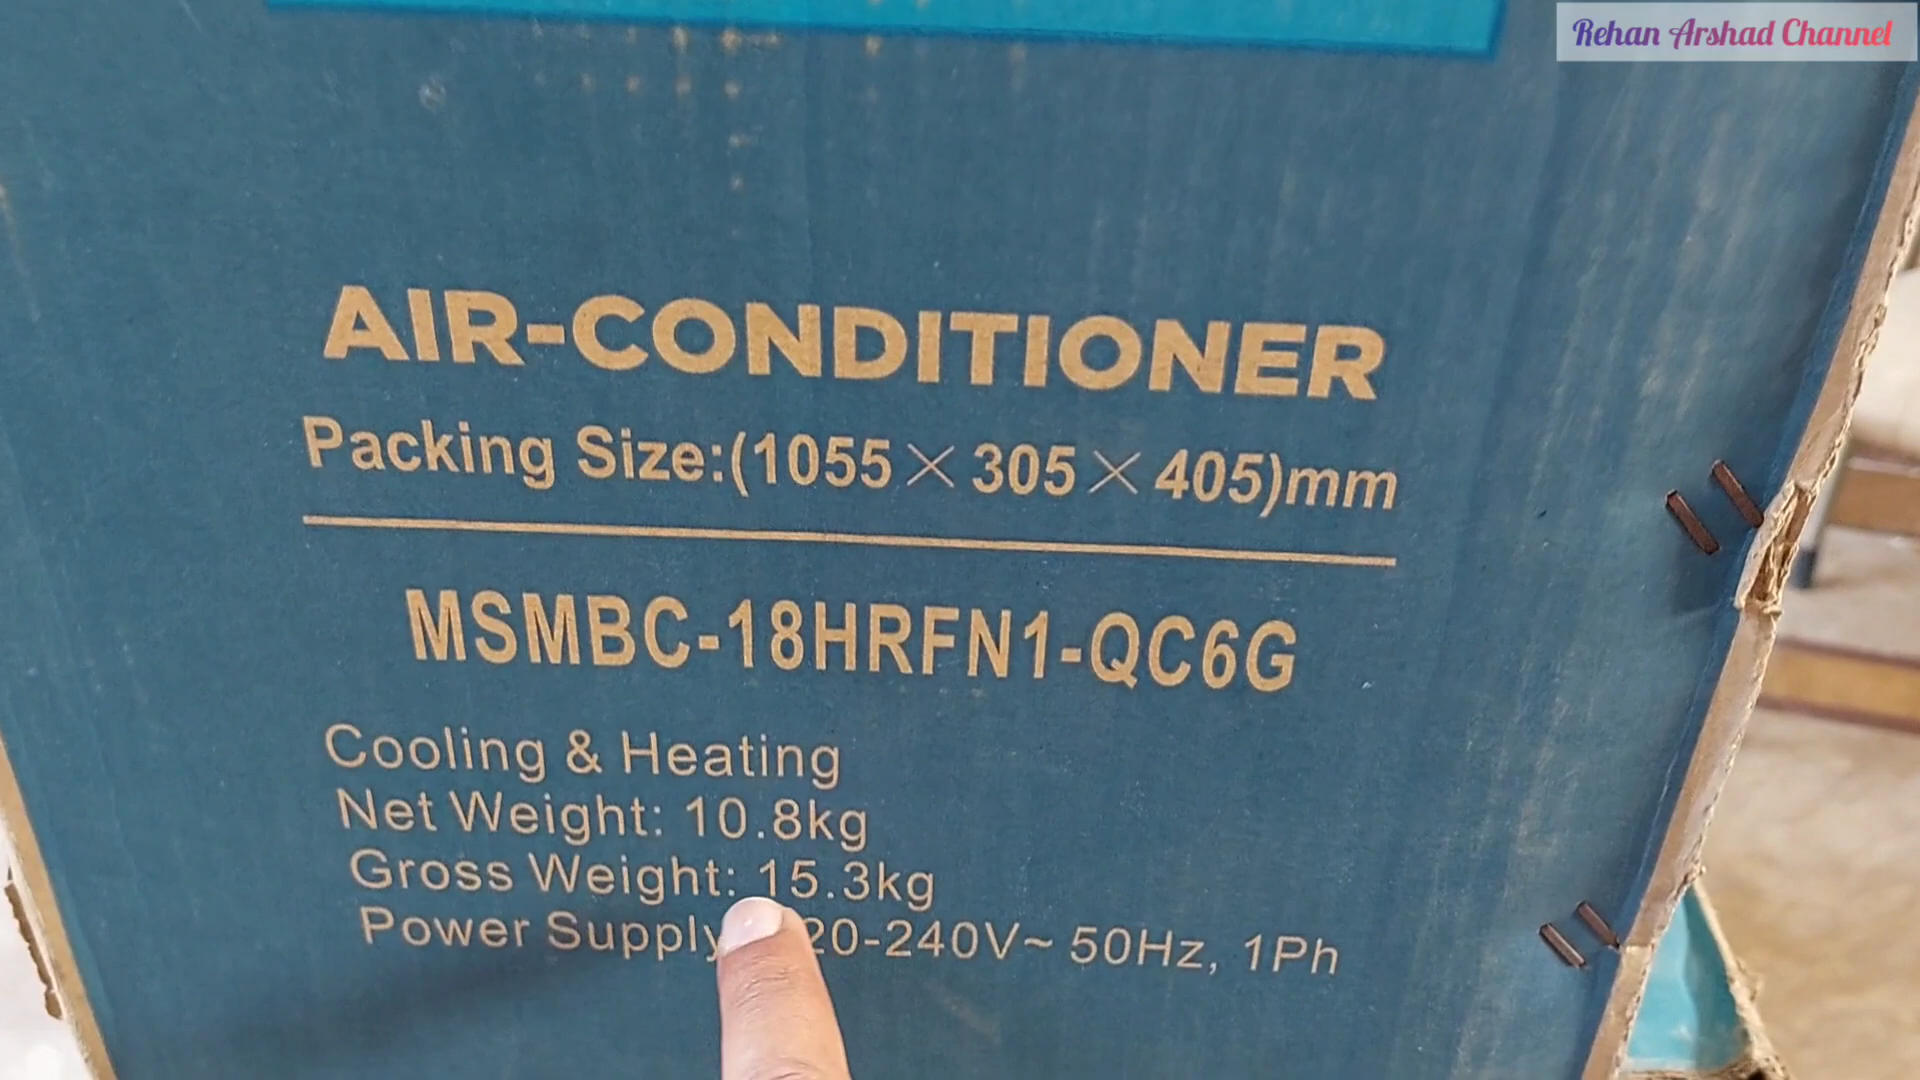 Rehan Arshad Channel
AIR-CONDITIONER
Packing Size:(1055×305×405)mm
MSMBC-18HRFN1-QC6G
Cooling & Heating
Net Weight: 10.8kg
Gross Weight: 15.3kg
Power Supply 20-240V~ 50Hz, 1Ph